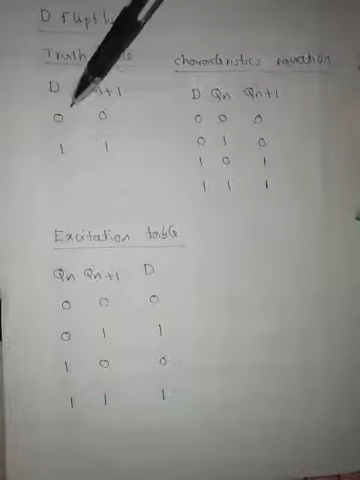 D flipfl
Truth
D n+1
0 0
1 1
characteristics equation
D Qn Qn+1
0 0 0
0 1 0
1 0 1
1 1 1
Excitation table
Qn Qn+1 D
0 0 0
0 1 1
1 0 0
1 1 1